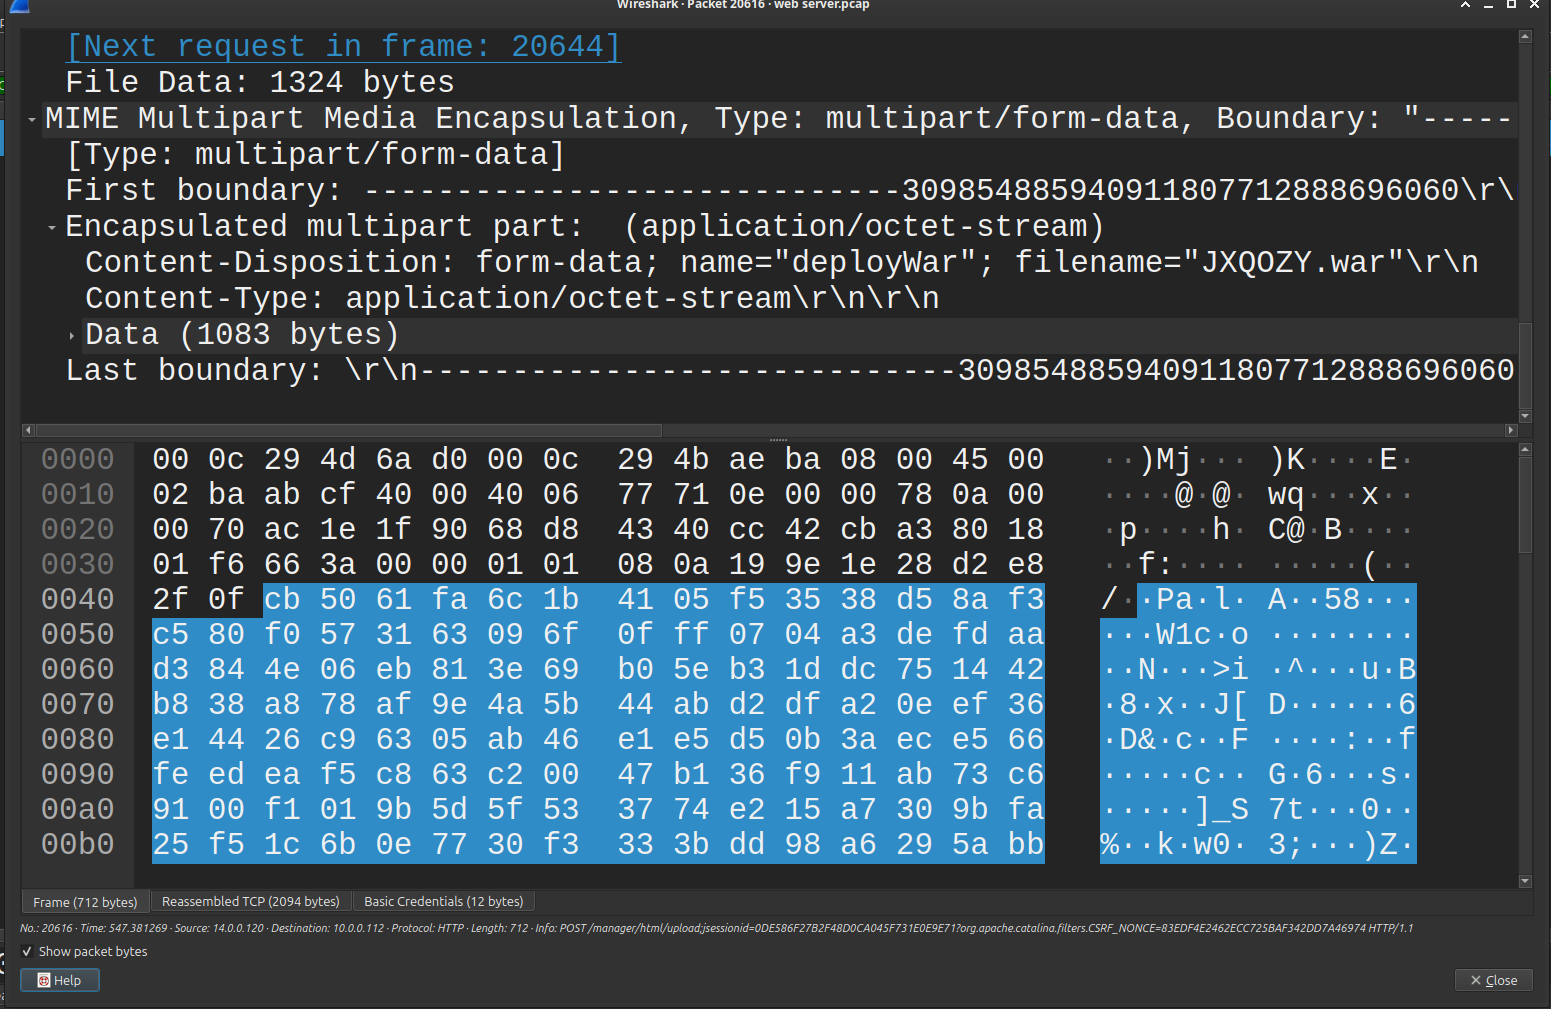 Wireshark · Packet 20616 · web server.pcap
[Next request in frame: 20644]
File Data: 1324 bytes
MIME Multipart Media Encapsulation, Type: multipart/form-data, Boundary: "-----
[Type: multipart/form-data]
First boundary: -----------------------------309854885940911807712888696060\r\
Encapsulated multipart part:  (application/octet-stream)
Content-Disposition: form-data; name="deployWar"; filename="JXQOZY.war"\r\n
Content-Type: application/octet-stream\r\n\r\n
Data (1083 bytes)
Last boundary: \r\n-----------------------------309854885940911807712888696060
0000 00 0c 29 4d 6a d0 00 0c 29 4b ae ba 08 00 45 00 ··)Mj··· )K····E·
0010 02 ba ab cf 40 00 40 06 77 71 0e 00 00 78 0a 00 ····@·@· wq···x··
0020 00 70 ac 1e 1f 90 68 d8 43 40 cc 42 cb a3 80 18 ·p····h· C@·B····
0030 01 f6 66 3a 00 00 01 01 08 0a 19 9e 1e 28 d2 e8 ··f:···· ·····(··
0040 2f 0f cb 50 61 fa 6c 1b 41 05 f5 35 38 d5 8a f3 /··Pa·l· A··58···
0050 c5 80 f0 57 31 63 09 6f 0f ff 07 04 a3 de fd aa ···W1c·o ········
0060 d3 84 4e 06 eb 81 3e 69 b0 5e b3 1d dc 75 14 42 ··N···>i ·^···u·B
0070 b8 38 a8 78 af 9e 4a 5b 44 ab d2 df a2 0e ef 36 ·8·x··J[ D······6
0080 e1 44 26 c9 63 05 ab 46 e1 e5 d5 0b 3a ec e5 66 ·D&·c··F ····:··f
0090 fe ed ea f5 c8 63 c2 00 47 b1 36 f9 11 ab 73 c6 ·····c·· G·6···s·
00a0 91 00 f1 01 9b 5d 5f 53 37 74 e2 15 a7 30 9b fa ·····]_S 7t···0··
00b0 25 f5 1c 6b 0e 77 30 f3 33 3b dd 98 a6 29 5a bb %··k·w0· 3;···)Z·
Frame (712 bytes) Reassembled TCP (2094 bytes) Basic Credentials (12 bytes)
No.: 20616 · Time: 547.381269 · Source: 14.0.0.120 · Destination: 10.0.0.112 · Protocol: HTTP · Length: 712 · Info: POST /manager/html/upload;jsessionid=0DE586F27B2F48D0CA045F731E0E9E71?org.apache.catalina.filters.CSRF_NONCE=83EDF4E2462ECC725BAF342DD7A46974 HTTP/1.1
Show packet bytes
Help
Close